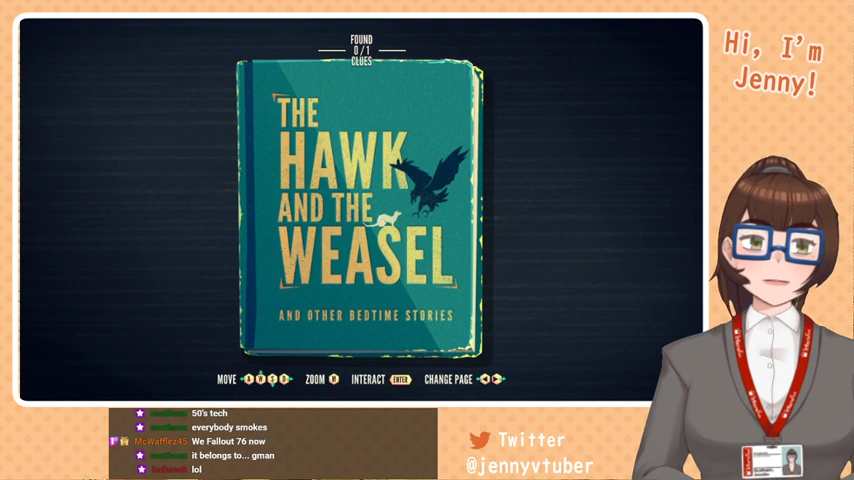 FOUND
0/1
CLUES
THE
HAWK
AND THE
WEASEL
AND OTHER BEDTIME STORIES
MOVE A W S D ZOOM INTERACT ENTER CHANGE PAGE
50's tech
everybody smokes
McWafflez45 We Fallout 76 now
it belongs to... gman
lol
Hi, I'm
Jenny!
Twitter
@jennyvtuber